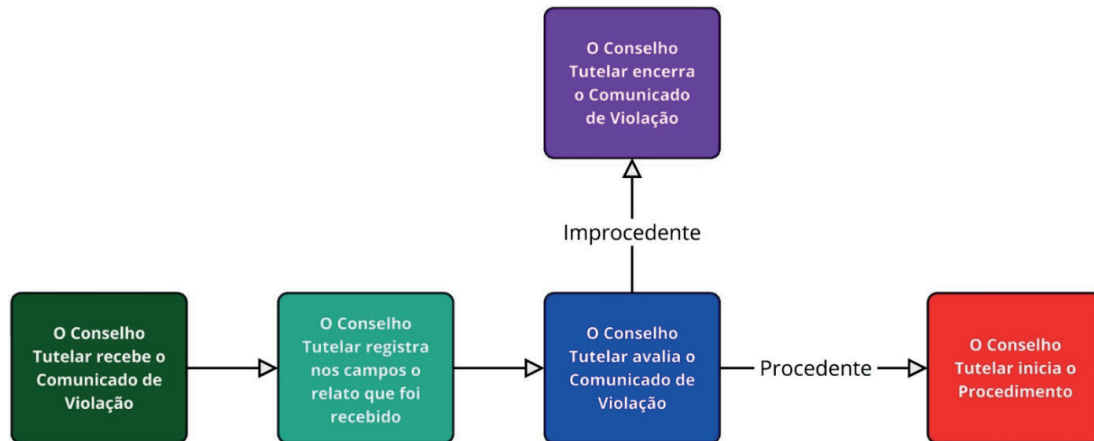 O Conselho
Tutelar encerra
o Comunicado
de Violação
Improcedente
O Conselho
Tutelar recebe o
Comunicado de
Violação
O Conselho
Tutelar registra
nos campos o
relato que foi
recebido
O Conselho
Tutelar avalia o
Comunicado de
Violação
Procedente
O Conselho
Tutelar inicia o
Procedimento